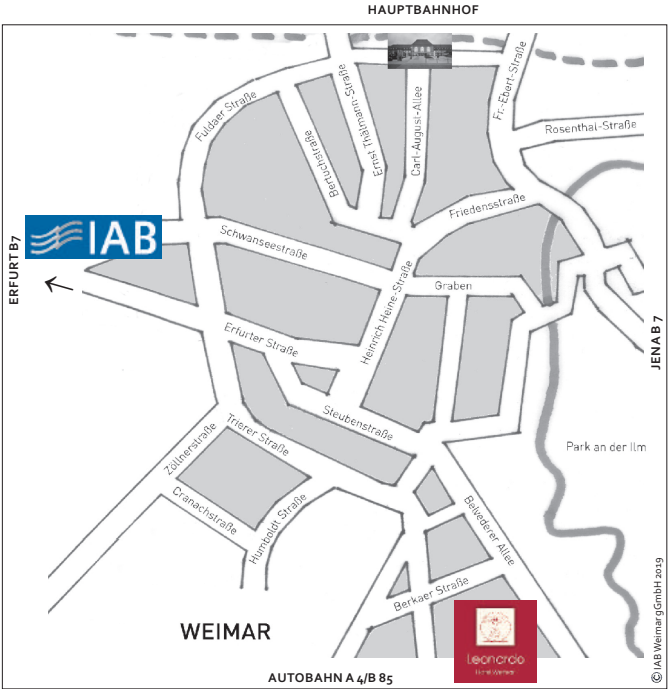 HAUPTBAHNHOF
Fuldaer Straße
Bertuchstraße
Ernst Thälmann-Straße
Carl-August-Allee
Fr.-Ebert-Straße
Rosenthal-Straße
Friedensstraße
IAB
ERFURT B7
Schwanseestraße
Graben
Heinrich Heine-Straße
Erfurter Straße
JENA B 7
Steubenstraße
Trierer Straße
Zöllnerstraße
Park an der Ilm
Cranachstraße
Humboldt Straße
Belvederer Allee
Berkaer Straße
WEIMAR
Leonardo
Hotel Weimar
AUTOBAHN A 4/B 85
© IAB Weimar gGmbH 2019